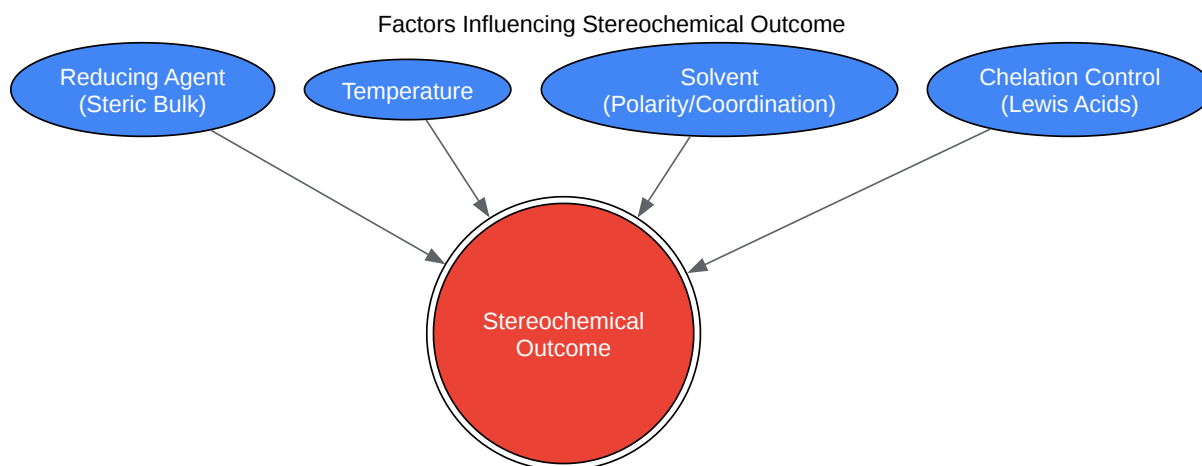 Factors Influencing Stereochemical Outcome
Reducing Agent
(Steric Bulk)
Temperature
Solvent
(Polarity/Coordination)
Chelation Control
(Lewis Acids)
Stereochemical
Outcome